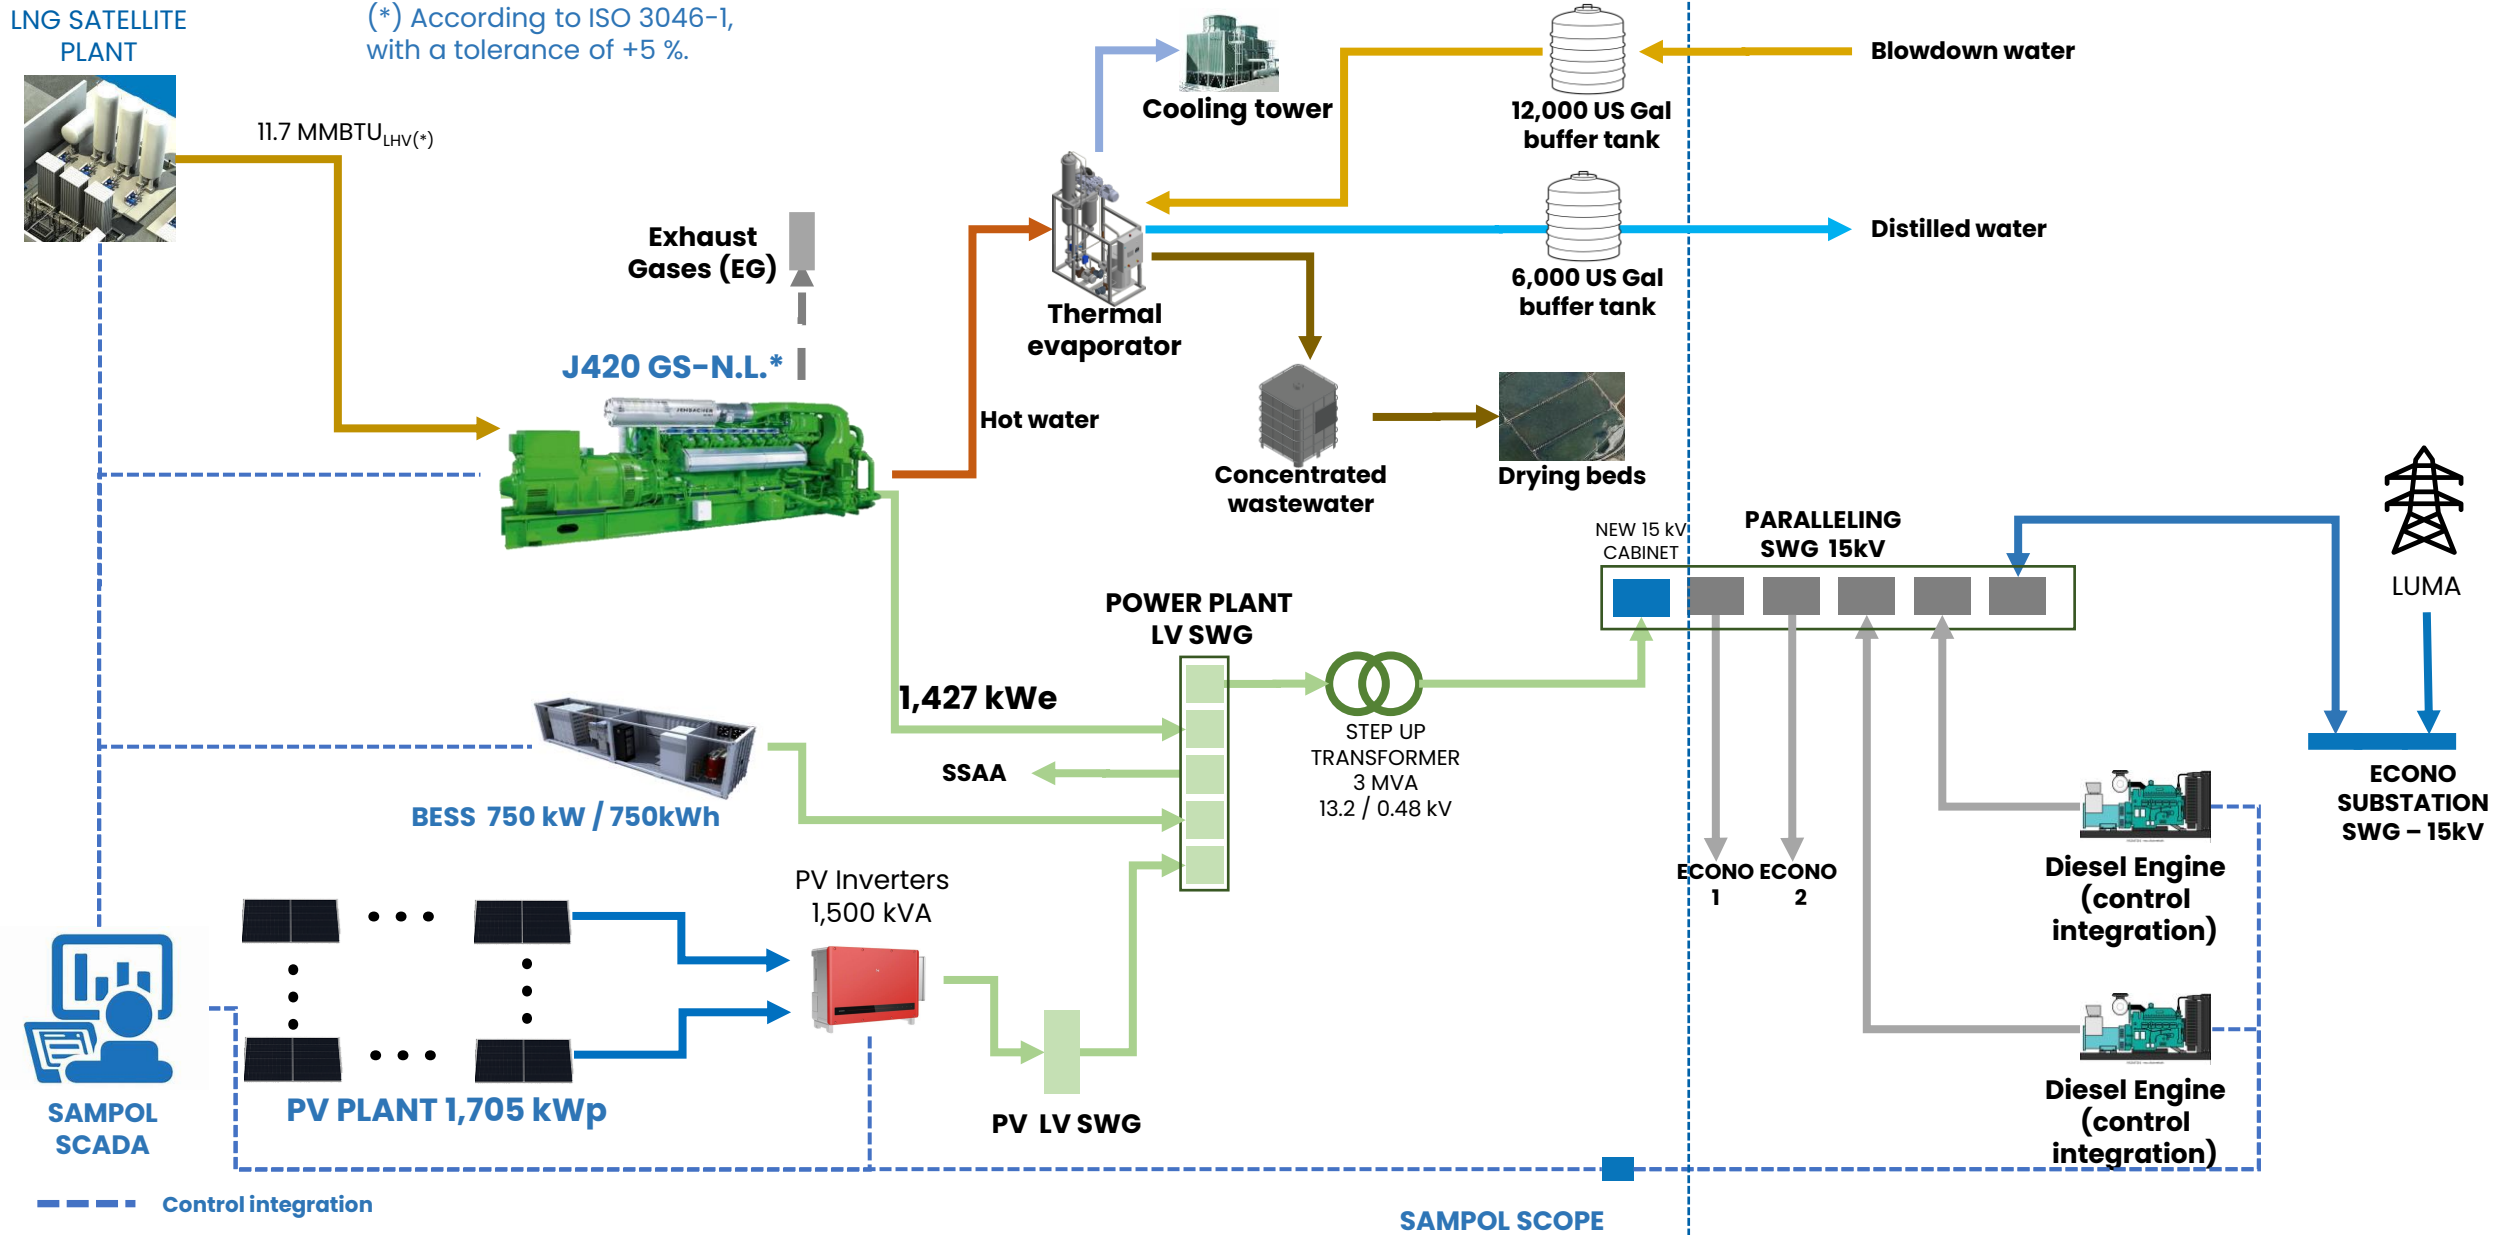 LNG SATELLITE
PLANT
(*) According to ISO 3046-1,
with a tolerance of +5 %.
11.7 MMBTU LHV(*)
Cooling tower
12,000 US Gal
buffer tank
Blowdown water
Exhaust
Gases (EG)
Distilled water
6,000 US Gal
buffer tank
Thermal
evaporator
J420 GS-N.L.*
JENBACHER
Hot water
Concentrated
wastewater
Drying beds
NEW 15 kV
CABINET
PARALLELING
SWG 15kV
LUMA
POWER PLANT
LV SWG
1,427 kWe
STEP UP
TRANSFORMER
3 MVA
13.2 / 0.48 kV
SSAA
BESS 750 kW / 750kWh
ECONO
SUBSTATION
SWG – 15kV
ECONO
1
ECONO
2
Diesel Engine
(control
integration)
PV Inverters
1,500 kVA
Diesel Engine
(control
integration)
SAMPOL
SCADA
PV PLANT 1,705 kWp
PV LV SWG
Control integration
SAMPOL SCOPE